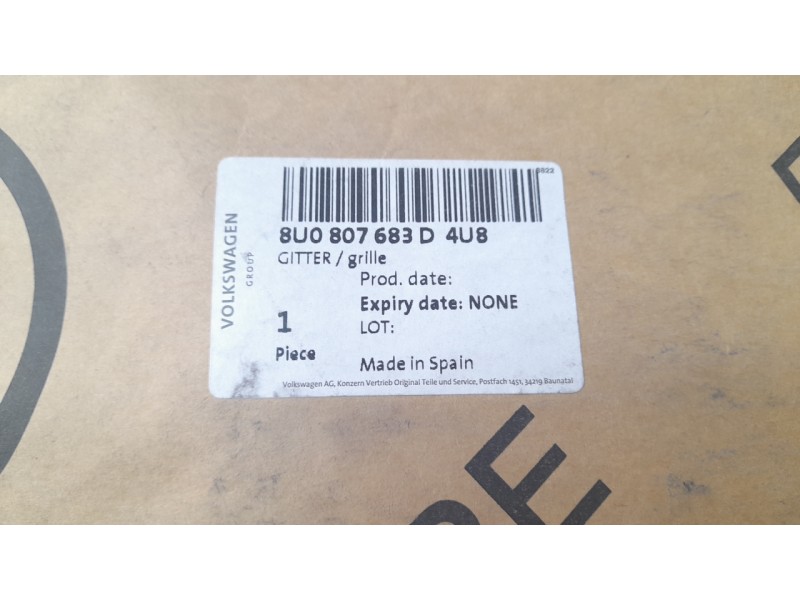 0822
VOLKSWAGEN
GROUP
8U0 807 683 D 4U8
GITTER / grille
Prod. date:
Expiry date: NONE
1
LOT:
Piece
Made in Spain
Volkswagen AG, Konzern Vertrieb Original Teile und Service, Postfach 1451, 34219 Baunatal